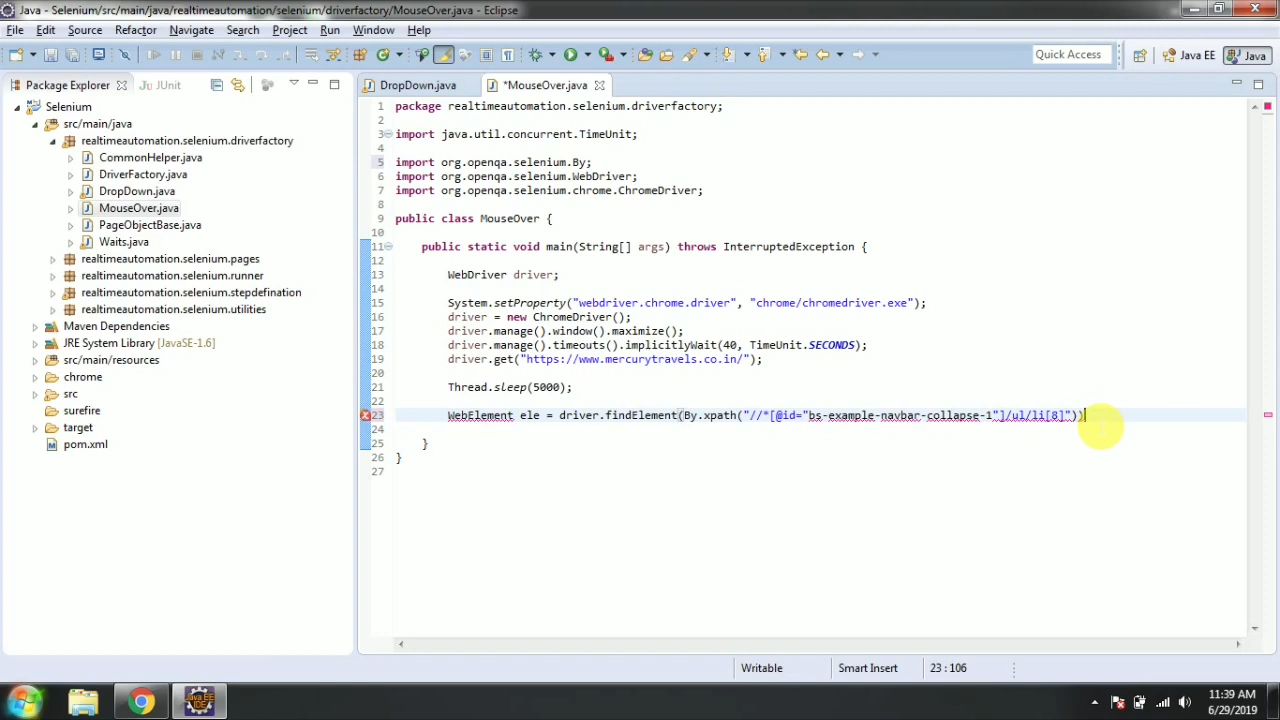 Java - Selenium/src/main/java/realtimeautomation/selenium/driverfactory/MouseOver.java - Eclipse
File Edit Source Refactor Navigate Search Project Run Window Help
Quick Access
Java EE
Java
Package Explorer
JUnit
Selenium
src/main/java
realtimeautomation.selenium.driverfactory
CommonHelper.java
DriverFactory.java
DropDown.java
MouseOver.java
PageObjectBase.java
Waits.java
realtimeautomation.selenium.pages
realtimeautomation.selenium.runner
realtimeautomation.selenium.stepdefination
realtimeautomation.selenium.utilities
Maven Dependencies
JRE System Library [JavaSE-1.6]
src/main/resources
chrome
src
surefire
target
pom.xml
DropDown.java
*MouseOver.java
1 package realtimeautomation.selenium.driverfactory;
2
3 import java.util.concurrent.TimeUnit;
4
5 import org.openqa.selenium.By;
6 import org.openqa.selenium.WebDriver;
7 import org.openqa.selenium.chrome.ChromeDriver;
8
9 public class MouseOver {
10
11 public static void main(String[] args) throws InterruptedException {
12
13 WebDriver driver;
14
15 System.setProperty("webdriver.chrome.driver", "chrome/chromedriver.exe");
16 driver = new ChromeDriver();
17 driver.manage().window().maximize();
18 driver.manage().timeouts().implicitlyWait(40, TimeUnit.SECONDS);
19 driver.get("https://www.mercurytravels.co.in/");
20
21 Thread.sleep(5000);
22
23 WebElement ele = driver.findElement(By.xpath("//*[@id="bs-example-navbar-collapse-1"]/ul/li[8]"))
24
25 }
26 }
27
Writable
Smart Insert
23 : 106
Java EE
IDE
11:39 AM
6/29/2019